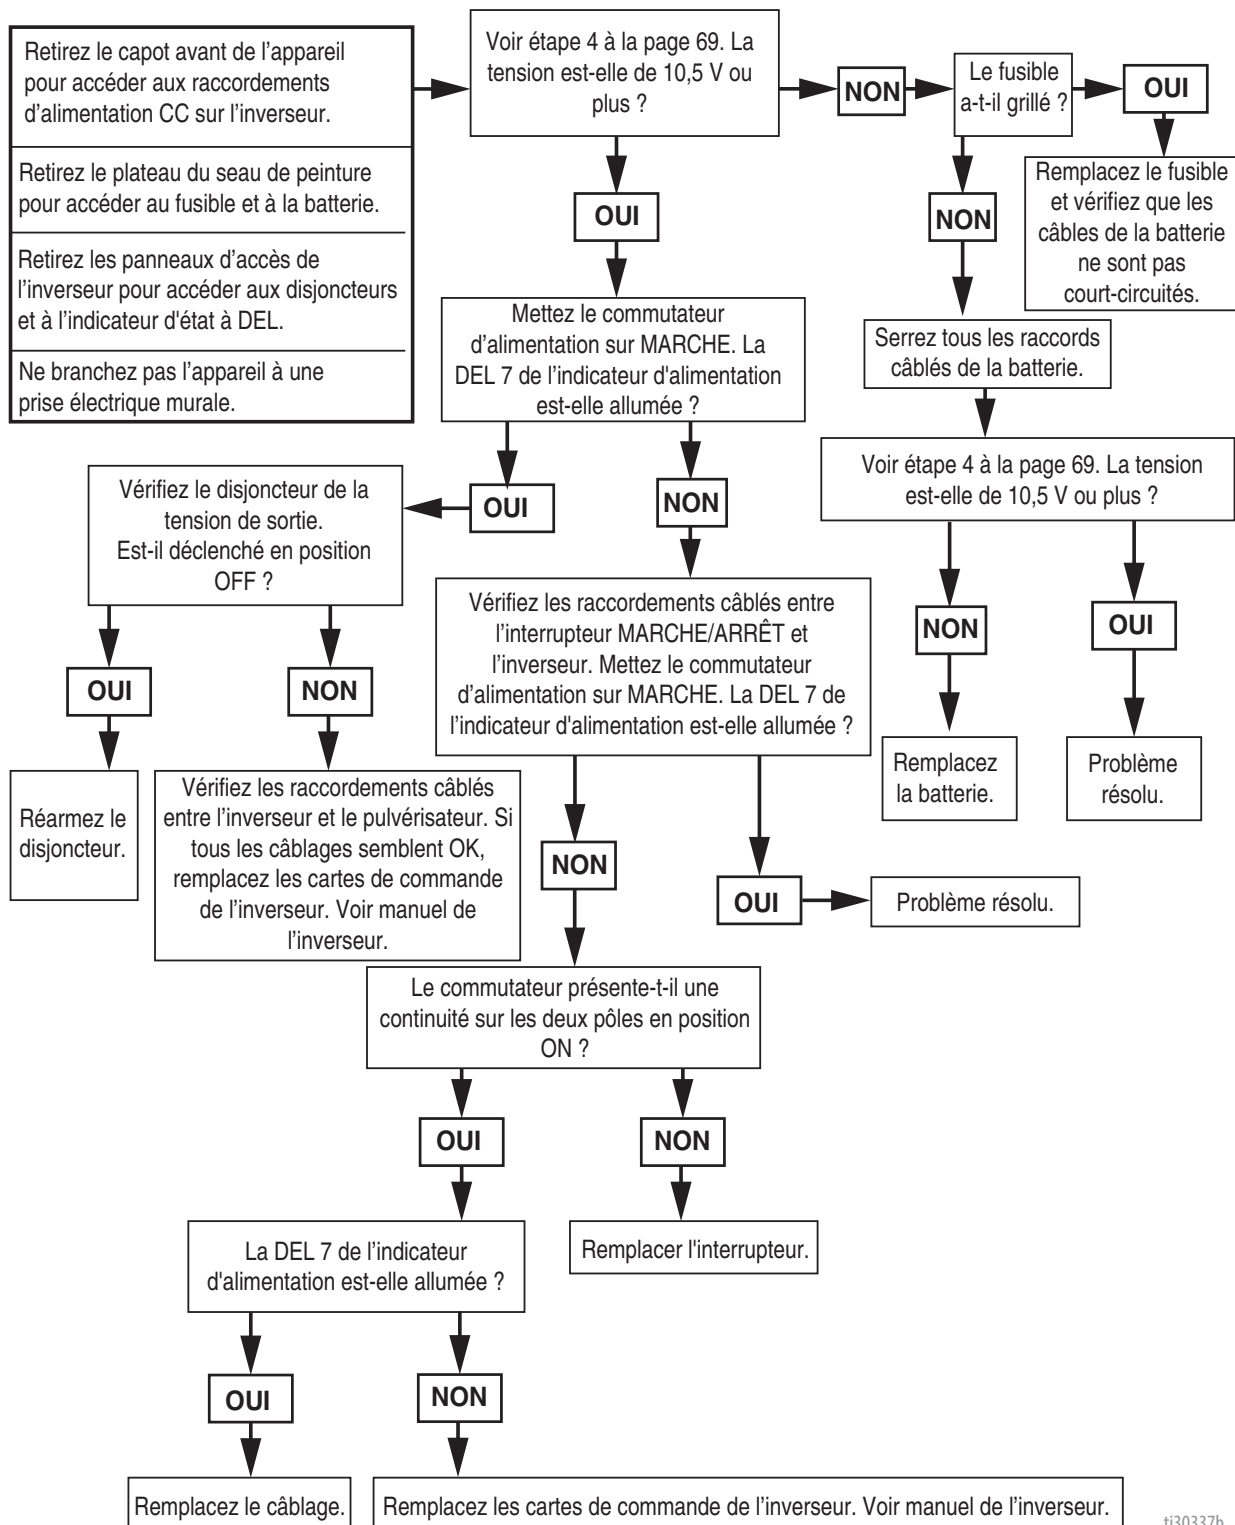 Retirez le capot avant de l’appareil
pour accéder aux raccordements
d’alimentation CC sur l’inverseur.
Retirez le plateau du seau de peinture
pour accéder au fusible et à la batterie.
Retirez les panneaux d’accès de
l’inverseur pour accéder aux disjoncteurs
et à l’indicateur d'état à DEL.
Ne branchez pas l’appareil à une
prise électrique murale.
Voir étape 4 à la page 69. La
tension est-elle de 10,5 V ou
plus ?
NON
Le fusible
a-t-il grillé ?
OUI
Remplacez le fusible
et vérifiez que les
câbles de la batterie
ne sont pas
court-circuités.
OUI
NON
Mettez le commutateur
d’alimentation sur MARCHE. La
DEL 7 de l’indicateur d'alimentation
est-elle allumée ?
Serrez tous les raccords
câblés de la batterie.
Voir étape 4 à la page 69. La tension
est-elle de 10,5 V ou plus ?
OUI
NON
Vérifiez le disjoncteur de la
tension de sortie.
Est-il déclenché en position
OFF ?
Vérifiez les raccordements câblés entre
l’interrupteur MARCHE/ARRÊT et
l’inverseur. Mettez le commutateur
d’alimentation sur MARCHE. La DEL 7 de
l’indicateur d'alimentation est-elle allumée ?
NON
OUI
OUI
NON
Remplacez
la batterie.
Problème
résolu.
Réarmez le
disjoncteur.
Vérifiez les raccordements câblés
entre l’inverseur et le pulvérisateur. Si
tous les câblages semblent OK,
remplacez les cartes de commande
de l’inverseur. Voir manuel de
l’inverseur.
NON
OUI
Problème résolu.
Le commutateur présente-t-il une
continuité sur les deux pôles en position
ON ?
OUI
NON
La DEL 7 de l’indicateur
d'alimentation est-elle allumée ?
Remplacer l'interrupteur.
OUI
NON
Remplacez le câblage.
Remplacez les cartes de commande de l’inverseur. Voir manuel de l’inverseur.
ti30337b